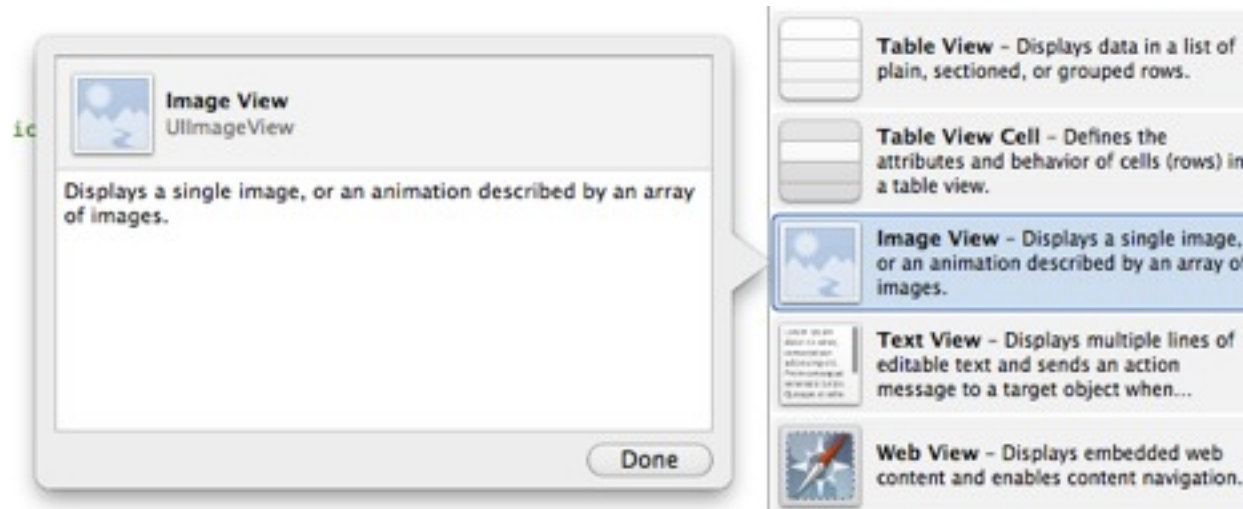 ic
Image View
UIImageView
Displays a single image, or an animation described by an array
of images.
Done
Table View – Displays data in a list of
plain, sectioned, or grouped rows.
Table View Cell – Defines the
attributes and behavior of cells (rows) in
a table view.
Image View – Displays a single image,
or an animation described by an array of
images.
Text View – Displays multiple lines of
editable text and sends an action
message to a target object when...
Web View – Displays embedded web
content and enables content navigation.